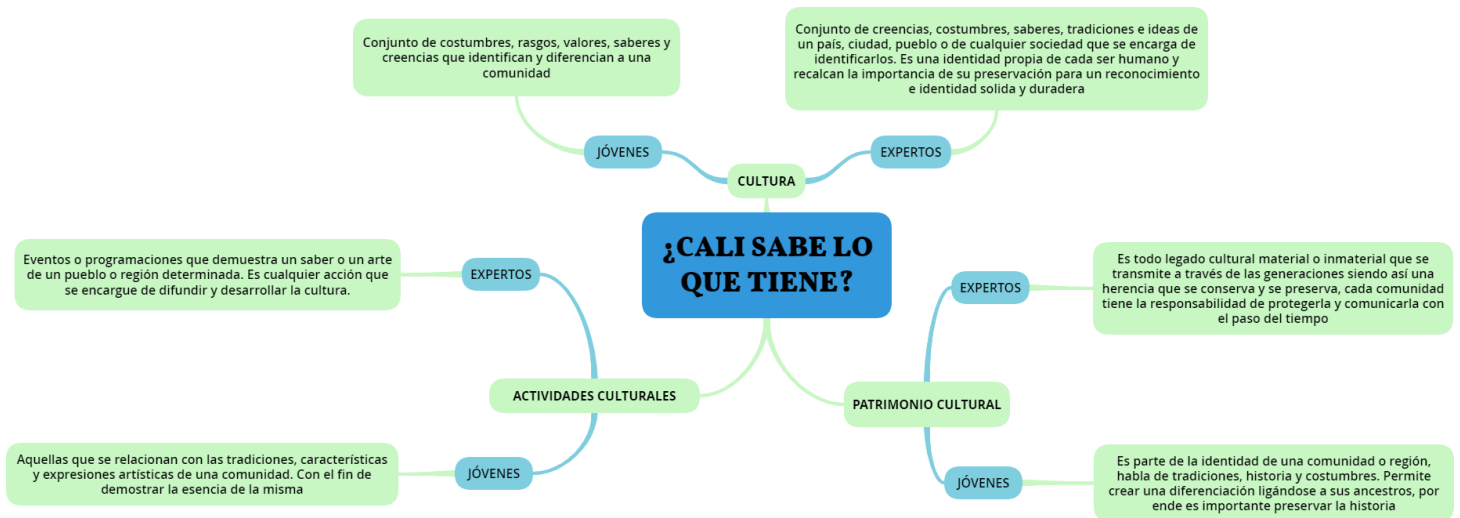 Conjunto de costumbres, rasgos, valores, saberes y
creencias que identifican y diferencian a una
comunidad
Conjunto de creencias, costumbres, saberes, tradiciones e ideas de
un país, ciudad, pueblo o de cualquier sociedad que se encarga de
identificarlos. Es una identidad propia de cada ser humano y
recalcan la importancia de su preservación para un reconocimiento
e identidad solida y duradera
JÓVENES
EXPERTOS
CULTURA
¿CALI SABE LO
QUE TIENE?
Eventos o programaciones que demuestra un saber o un arte
de un pueblo o región determinada. Es cualquier acción que
se encargue de difundir y desarrollar la cultura.
EXPERTOS
EXPERTOS
Es todo legado cultural material o inmaterial que se
transmite a través de las generaciones siendo así una
herencia que se conserva y se preserva, cada comunidad
tiene la responsabilidad de protegerla y comunicarla con
el paso del tiempo
ACTIVIDADES CULTURALES
PATRIMONIO CULTURAL
Aquellas que se relacionan con las tradiciones, características
y expresiones artísticas de una comunidad. Con el fin de
demostrar la esencia de la misma
JÓVENES
JÓVENES
Es parte de la identidad de una comunidad o región,
habla de tradiciones, historia y costumbres. Permite
crear una diferenciación ligándose a sus ancestros, por
ende es importante preservar la historia